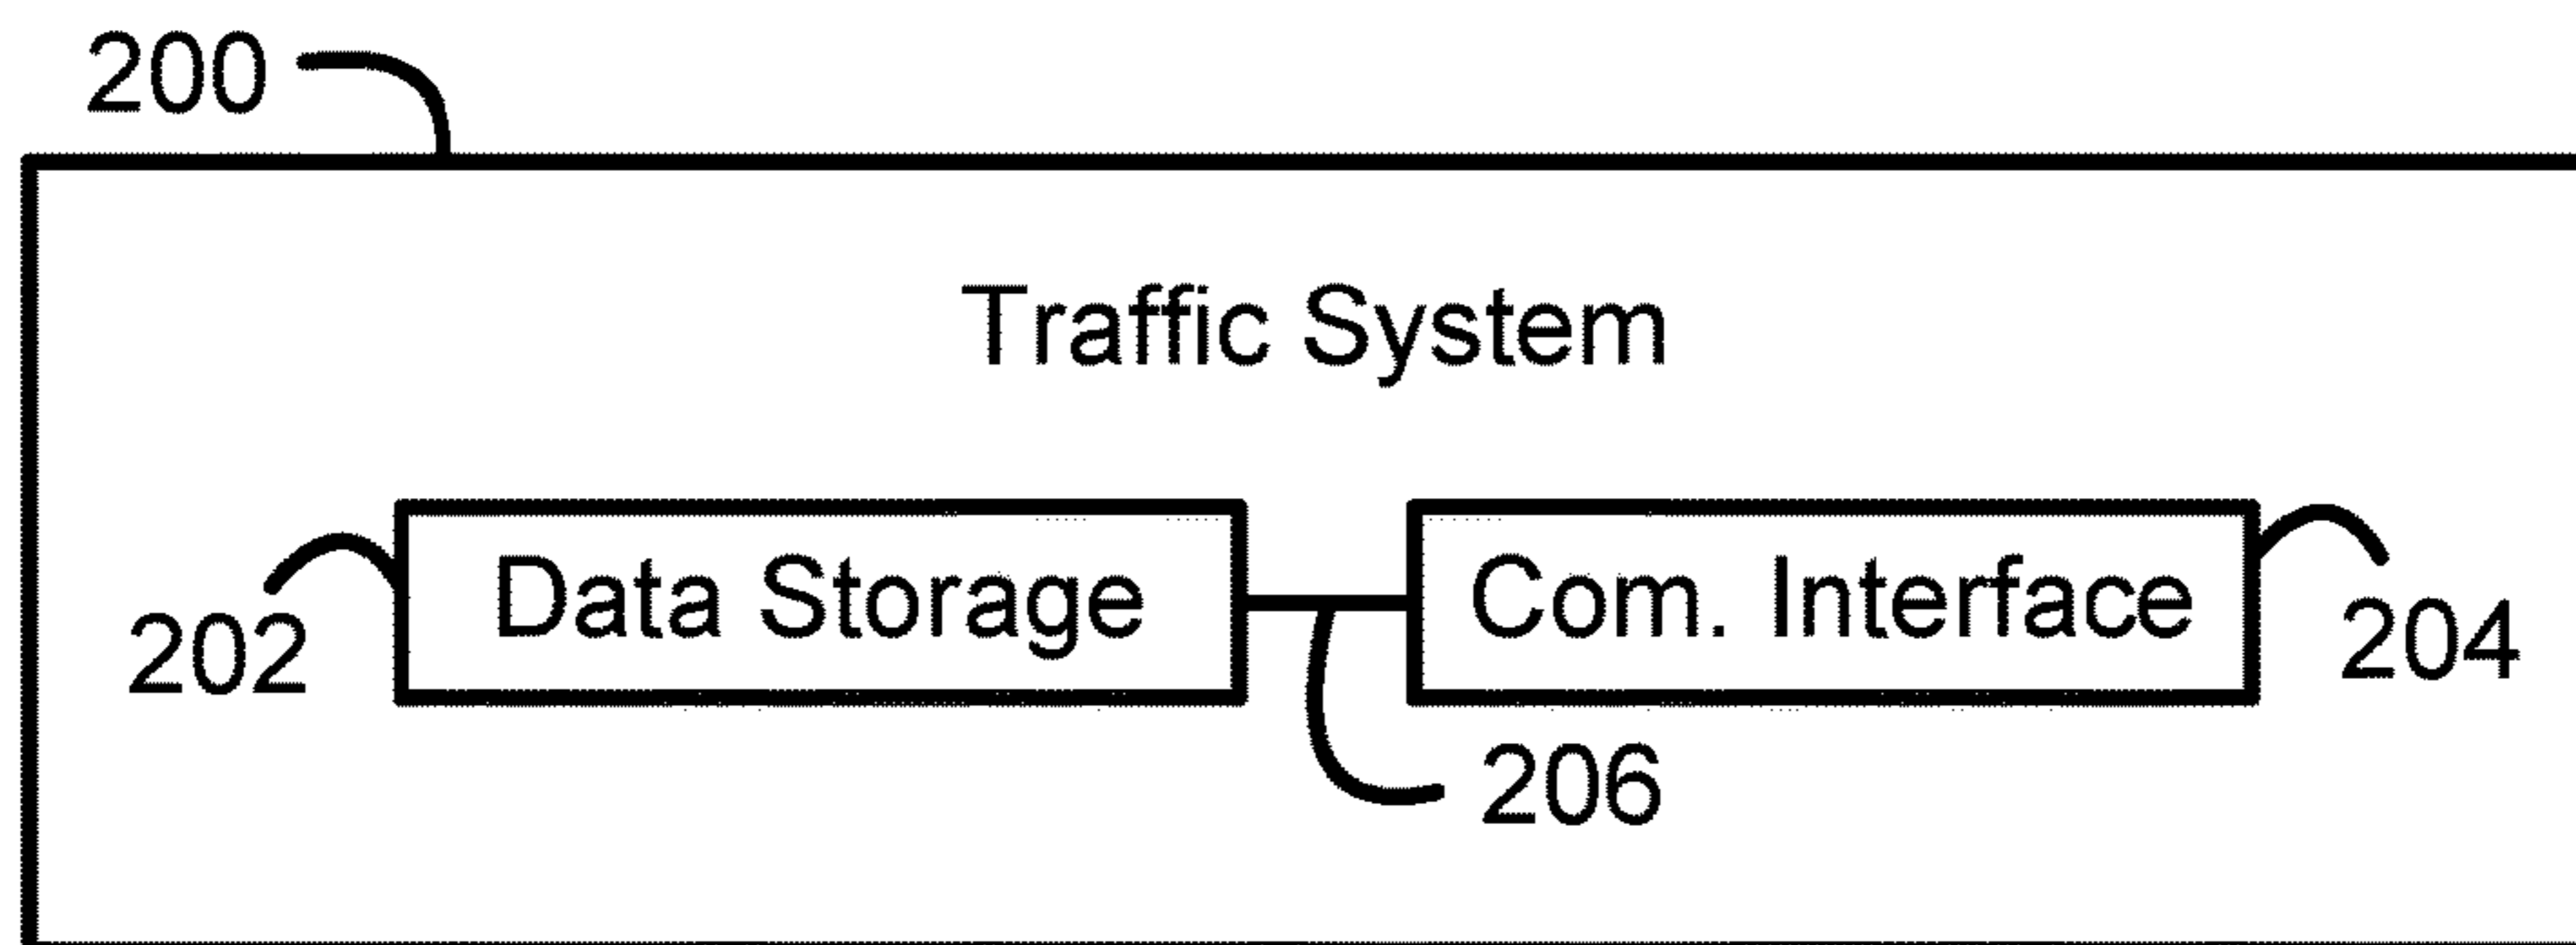 200
Traffic System
Data Storage
Com. Interface
202
204
206